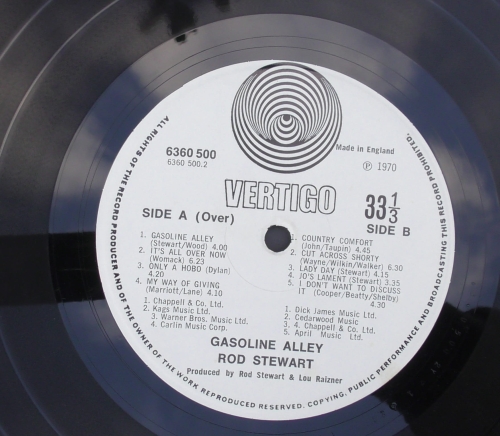 ALL RIGHTS OF THE RECORD PRODUCER AND OF THE OWNER OF THE WORK REPRODUCED RESERVED. COPYING, PUBLIC PERFORMANCE AND BROADCASTING THIS RECORD PROHIBITED.
6360 500
6360 500.2
Made in England
℗ 1970
VERTIGO
33 1/3
SIDE A (Over)
SIDE B
1. GASOLINE ALLEY
(Stewart/Wood) 4.00
2. IT'S ALL OVER NOW
(Womack) 6.23
3. ONLY A HOBO (Dylan)
4.20
4. MY WAY OF GIVING
(Marriott/Lane) 4.10
1. Chappell & Co. Ltd.
2. Kags Music Ltd.
3. Warner Bros. Music Ltd.
4. Carlin Music Corp.
1. COUNTRY COMFORT
(John/Taupin) 4.45
2. CUT ACROSS SHORTY
(Wayne/Wilkin/Walker) 6.30
3. LADY DAY (Stewart) 4.15
4. JO'S LAMENT (Stewart) 3.35
5. I DON'T WANT TO DISCUSS
IT (Cooper/Beatty/Shelby)
4.30
1. Dick James Music Ltd.
2. Cedarwood Music
3. 4. Chappell & Co. Ltd.
5. April Music Ltd.
GASOLINE ALLEY
ROD STEWART
Produced by Rod Stewart & Lou Raizner